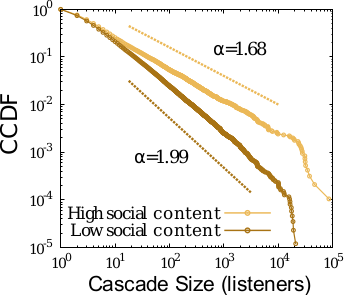 10^0
10^-1
10^-2
10^-3
10^-4
10^-5
CCDF
α=1.68
α=1.99
High social content
Low social content
10^0 10^1 10^2 10^3 10^4 10^5
Cascade Size (listeners)